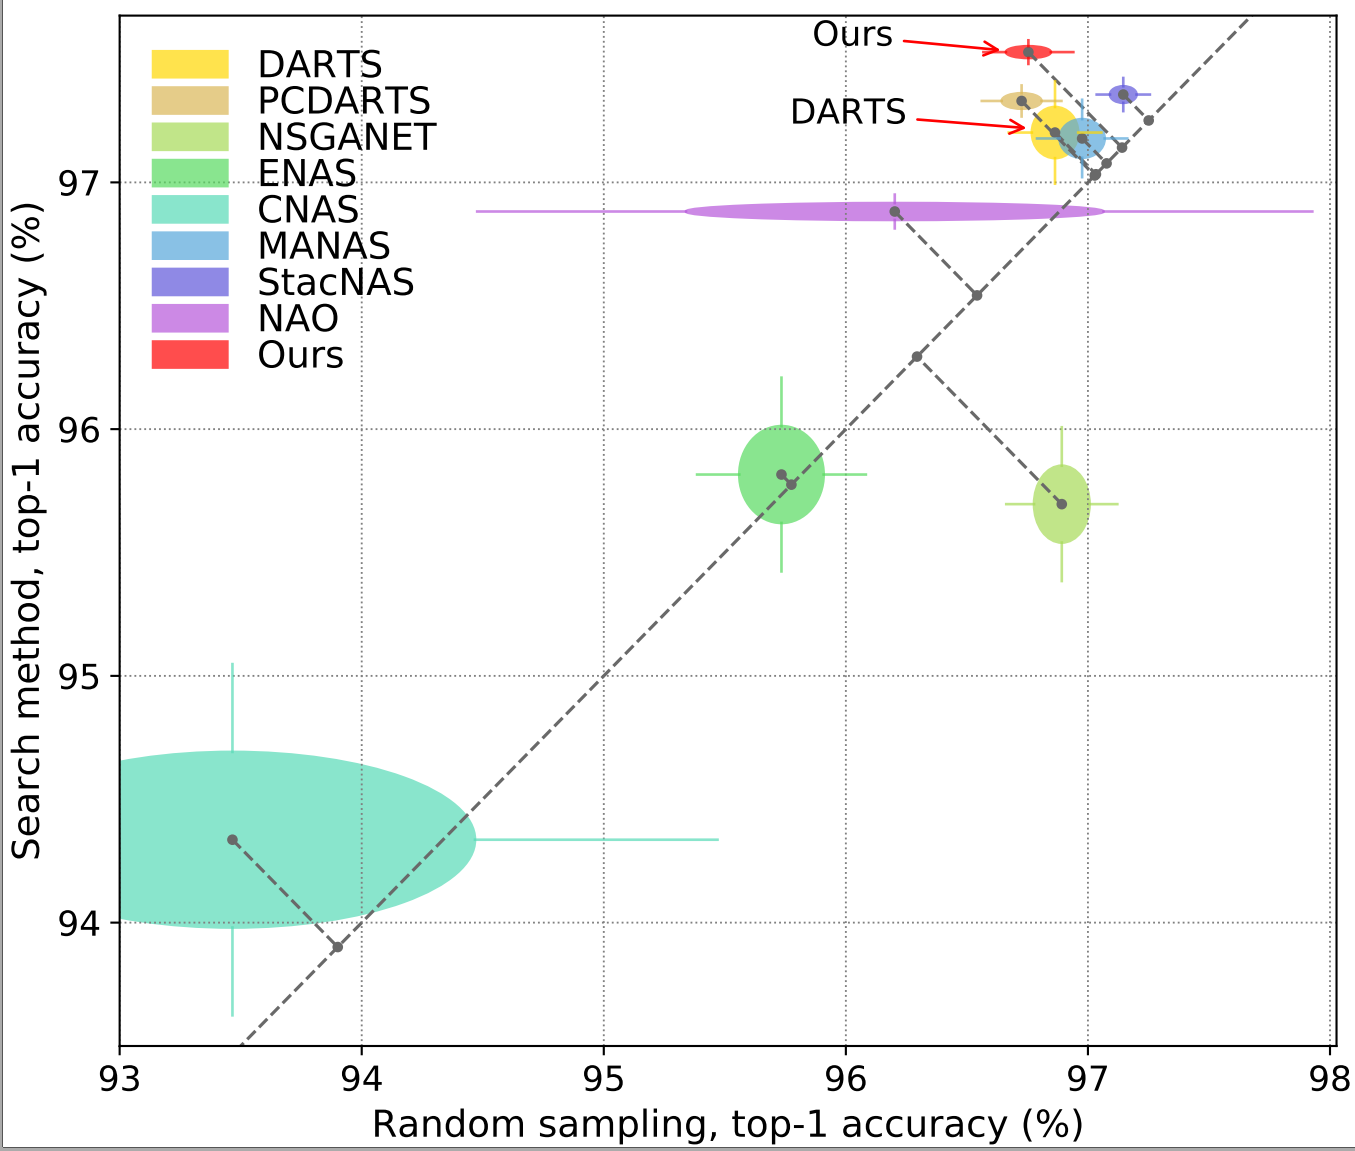 Ours
DARTS
DARTS
PCDARTS
NSGANET
ENAS
CNAS
MANAS
StacNAS
NAO
Ours
97
96
95
94
Search method, top-1 accuracy (%)
93 94 95 96 97 98
Random sampling, top-1 accuracy (%)